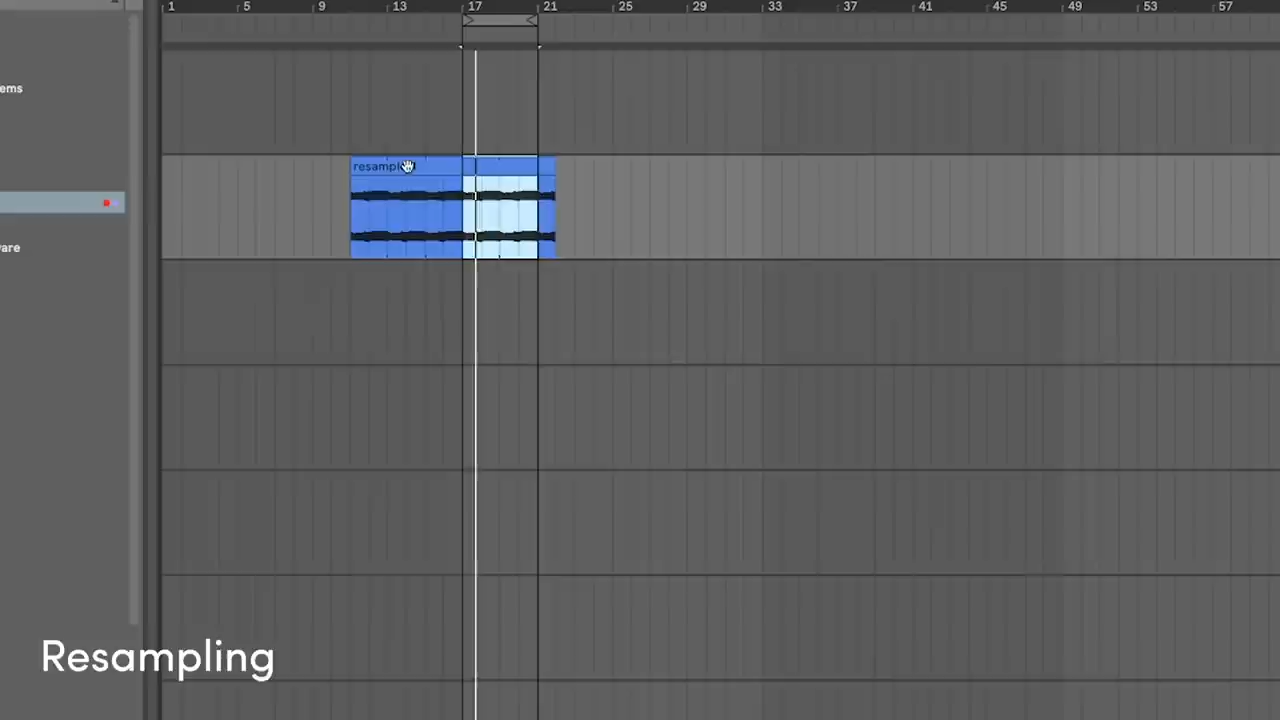 1 5 9 13 17 21 25 29 33 37 41 45 49 53 57
ems
resampl
are
Resampling